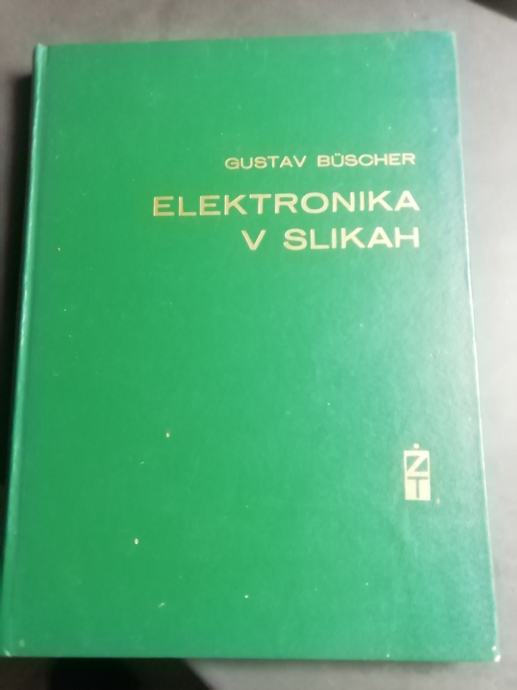 GUSTAV BÜSCHER
ELEKTRONIKA
V SLIKAH
ŽT